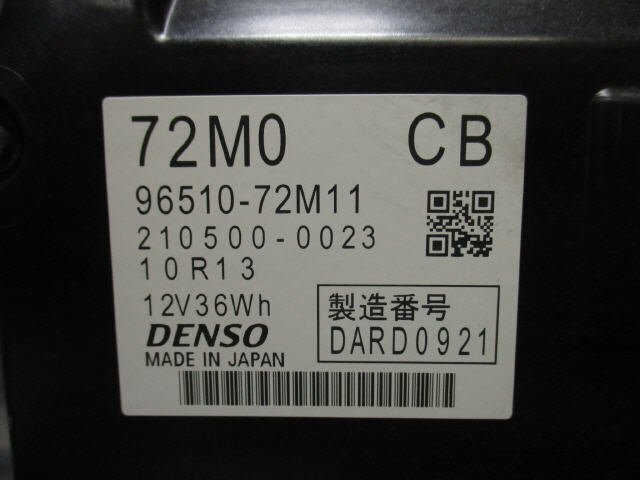 72M0 CB
96510-72M11
210500-0023
10R13
12V36Wh
DENSO
MADE IN JAPAN
製造番号
DARD0921